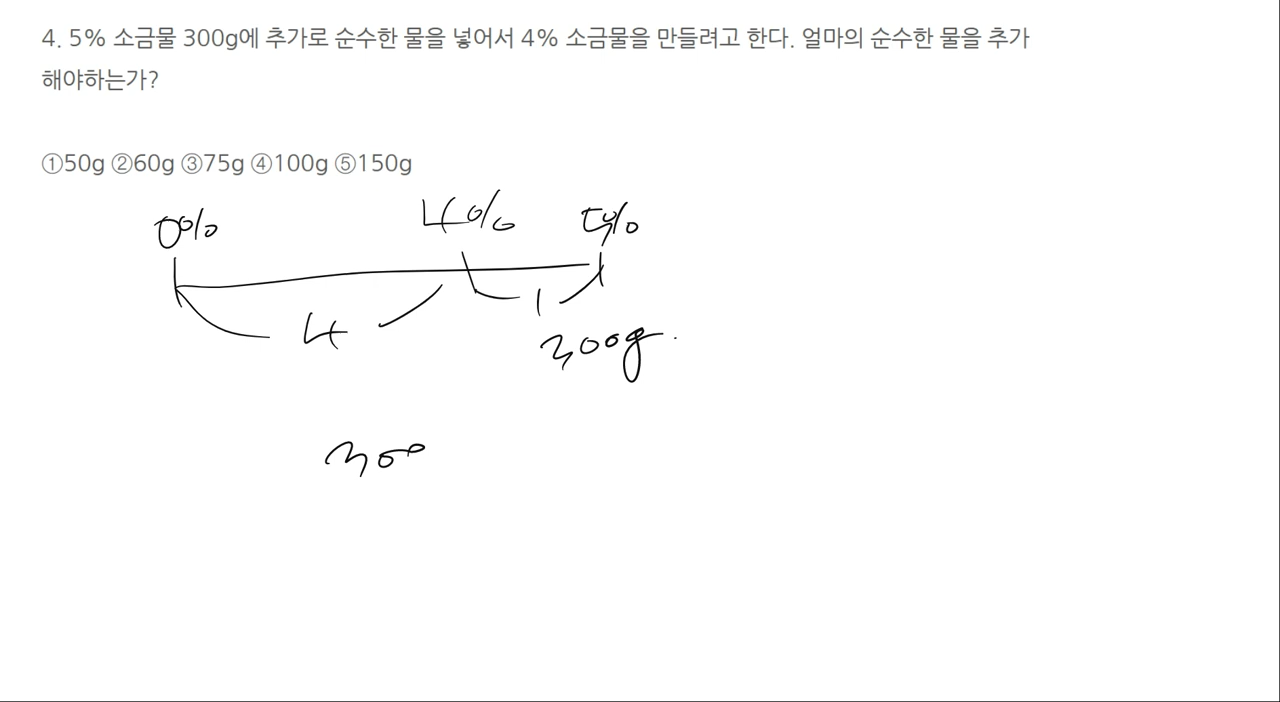 4. 5% 소금물 300g에 추가로 순수한 물을 넣어서 4% 소금물을 만들려고 한다. 얼마의 순수한 물을 추가
해야하는가?
①50g ②60g ③75g ④100g ⑤150g
0% 4% 5%
4 1
300g
300